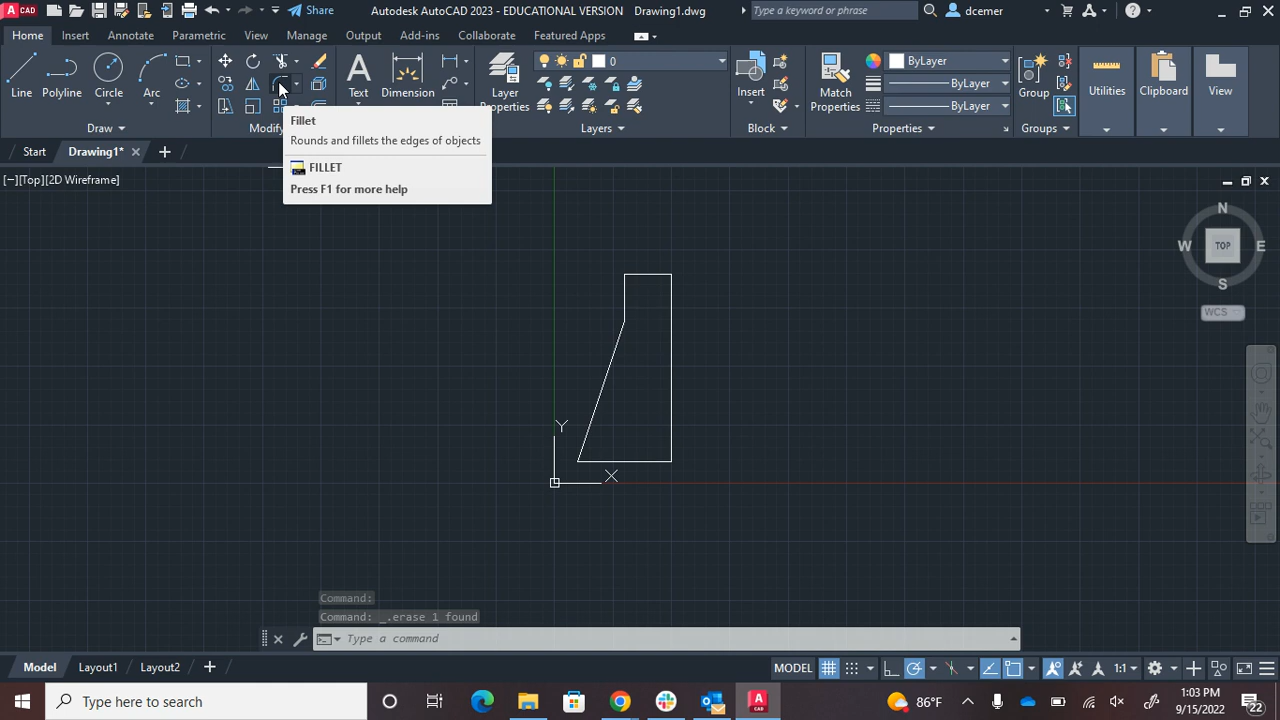 CAD
Share
Autodesk AutoCAD 2023 - EDUCATIONAL VERSION Drawing1.dwg
Type a keyword or phrase
dcemer
Home Insert Annotate Parametric View Manage Output Add-ins Collaborate Featured Apps
0
ByLayer
ByLayer
ByLayer
Line Polyline Circle Arc Text Dimension Layer Properties Insert Match Properties Group Utilities Clipboard View
Draw Modify Layers Block Properties Groups
Fillet
Rounds and fillets the edges of objects
FILLET
Press F1 for more help
Start Drawing1*
[−][Top][2D Wireframe]
N
W TOP E
S
WCS
Y
X
Command:
Command: _.erase 1 found
Type a command
Model Layout1 Layout2
MODEL 1:1
Type here to search
CAD
86°F
1:03 PM
9/15/2022
22